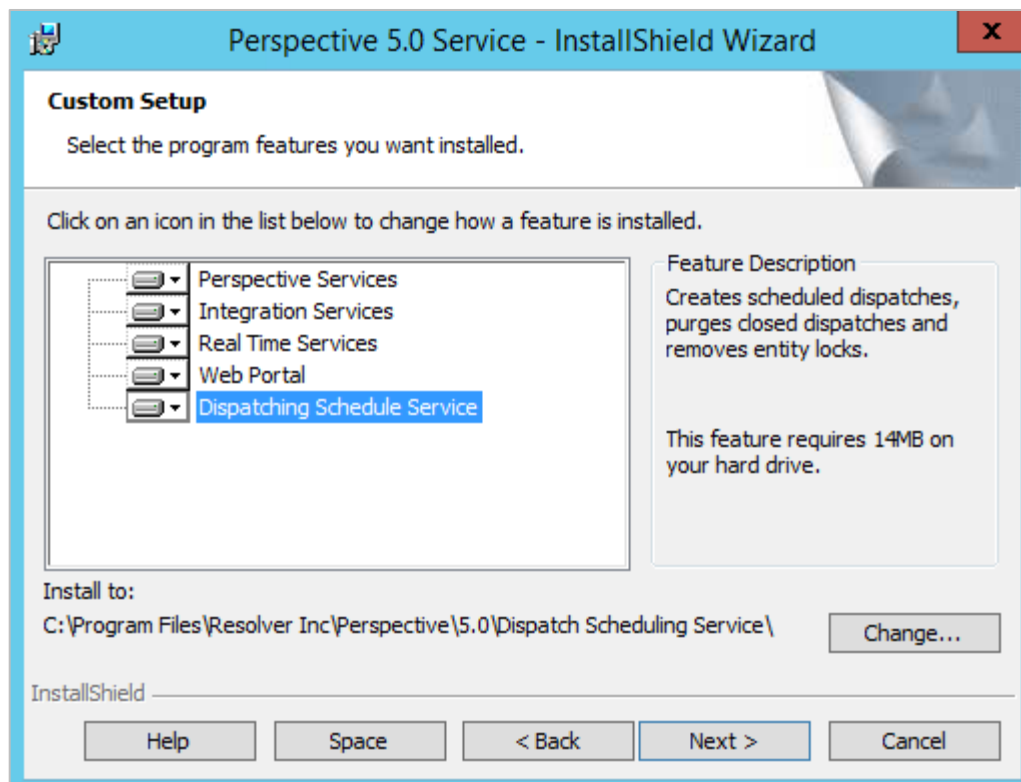 Perspective 5.0 Service - InstallShield Wizard
x
Custom Setup
Select the program features you want installed.
Click on an icon in the list below to change how a feature is installed.
Perspective Services
Integration Services
Real Time Services
Web Portal
Dispatching Schedule Service
Feature Description
Creates scheduled dispatches,
purges closed dispatches and
removes entity locks.
This feature requires 14MB on
your hard drive.
Install to:
C:\Program Files\Resolver Inc\Perspective\5.0\Dispatch Scheduling Service\
Change...
InstallShield
Help
Space
< Back
Next >
Cancel